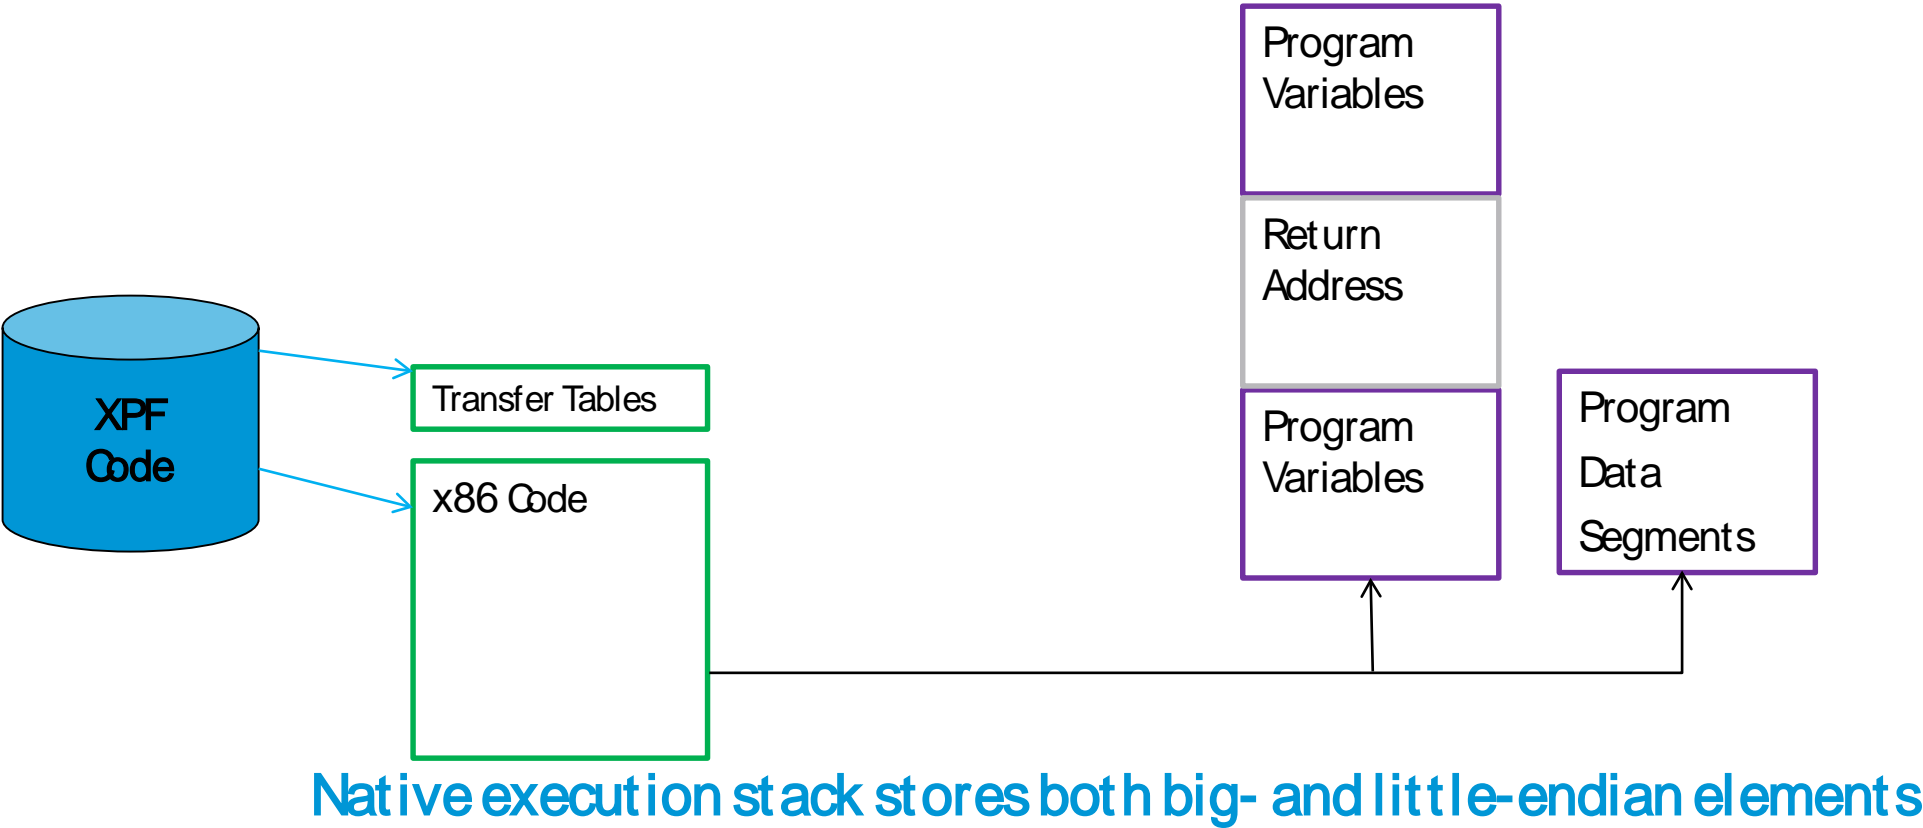 Program
Variables
Return
Address
Program
Variables
Program
Data
Segments
XPF
Code
Transfer Tables
x86 Code
Native execution stack stores both big- and little-endian elements